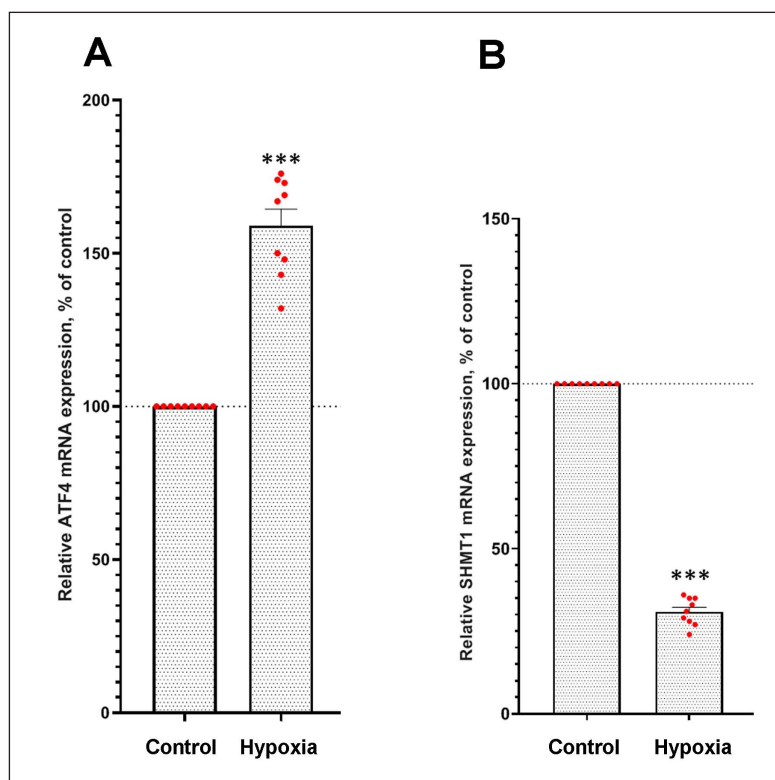 A
Relative ATF4 mRNA expression, % of control
200
150
100
50
0
***
Control Hypoxia
B
Relative SHMT1 mRNA expression, % of control
150
100
50
0
***
Control Hypoxia